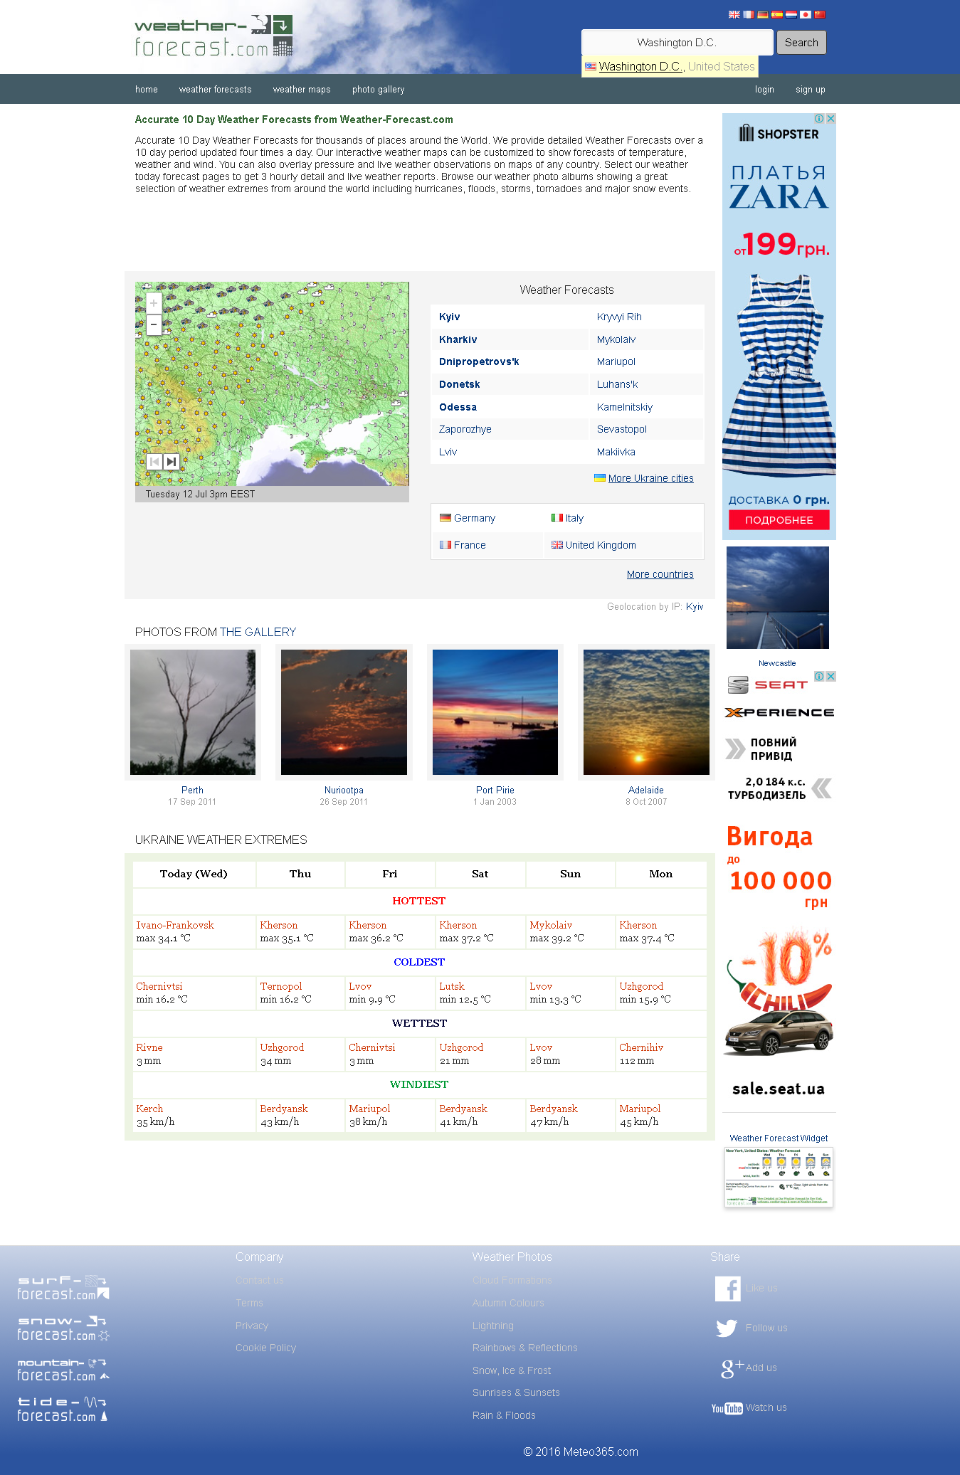 weather-
forecast.com
Washington D.C.
Search
Washington D.C., United States
home
weather forecasts
weather maps
photo gallery
login
sign up
Accurate 10 Day Weather Forecasts from Weather-Forecast.com
Accurate 10 Day Weather Forecasts for thousands of places around the World. We provide detailed Weather Forecasts over a
10 day period updated four times a day. Our interactive weather maps can be customized to show forecasts of temperature,
weather and wind. You can also overlay pressure and live weather observations on maps of any country. Select our weather
today forecast pages to get 3 hourly detail and live weather reports. Browse our weather photo albums showing a great
selection of weather extremes from around the world including hurricanes, floods, storms, tornadoes and major snow events.
+
−
Tuesday 12 Jul 3pm EEST
Weather Forecasts
Kyiv Kryvyi Rih
Kharkiv Mykolaiv
Dnipropetrovs'k Mariupol
Donetsk Luhans'k
Odessa Kamelnitskiy
Zaporozhye Sevastopol
Lviv Makiivka
More Ukraine cities
Germany Italy
France United Kingdom
More countries
Geolocation by IP: Kyiv
PHOTOS FROM THE GALLERY
Perth
17 Sep 2011
Nuriootpa
26 Sep 2011
Port Pirie
1 Jan 2003
Adelaide
8 Oct 2007
UKRAINE WEATHER EXTREMES
Today (Wed) Thu Fri Sat Sun Mon
HOTTEST
Ivano-Frankovsk Kherson Kherson Kherson Mykolaiv Kherson
max 34.1 °C max 35.1 °C max 36.2 °C max 37.2 °C max 39.2 °C max 37.4 °C
COLDEST
Chernivtsi Ternopol Lvov Lutsk Lvov Uzhgorod
min 16.2 °C min 16.2 °C min 9.9 °C min 12.5 °C min 13.3 °C min 15.9 °C
WETTEST
Rivne Uzhgorod Chernivtsi Uzhgorod Lvov Chernihiv
3 mm 34 mm 3 mm 21 mm 28 mm 112 mm
WINDIEST
Kerch Berdyansk Mariupol Berdyansk Berdyansk Mariupol
35 km/h 43 km/h 38 km/h 41 km/h 47 km/h 45 km/h
SHOPSTER
ПЛАТЬЯ
ZARA
от 199 грн.
ДОСТАВКА 0 грн.
ПОДРОБНЕЕ
Newcastle
SEAT
X-PERIENCE
ПОВНИЙ
ПРИВІД
2,0 184 к.с.
ТУРБОДИЗЕЛЬ
Вигода
до
100 000
грн
-10%
CHILI
sale.seat.ua
Weather Forecast Widget
surf-
forecast.com
snow-
forecast.com
mountain-
forecast.com
tide-
forecast.com
Company
Contact us
Terms
Privacy
Cookie Policy
Weather Photos
Cloud Formations
Autumn Colours
Lightning
Rainbows & Reflections
Snow, Ice & Frost
Sunrises & Sunsets
Rain & Floods
Share
Like us
Follow us
g+ Add us
YouTube Watch us
© 2016 Meteo365.com